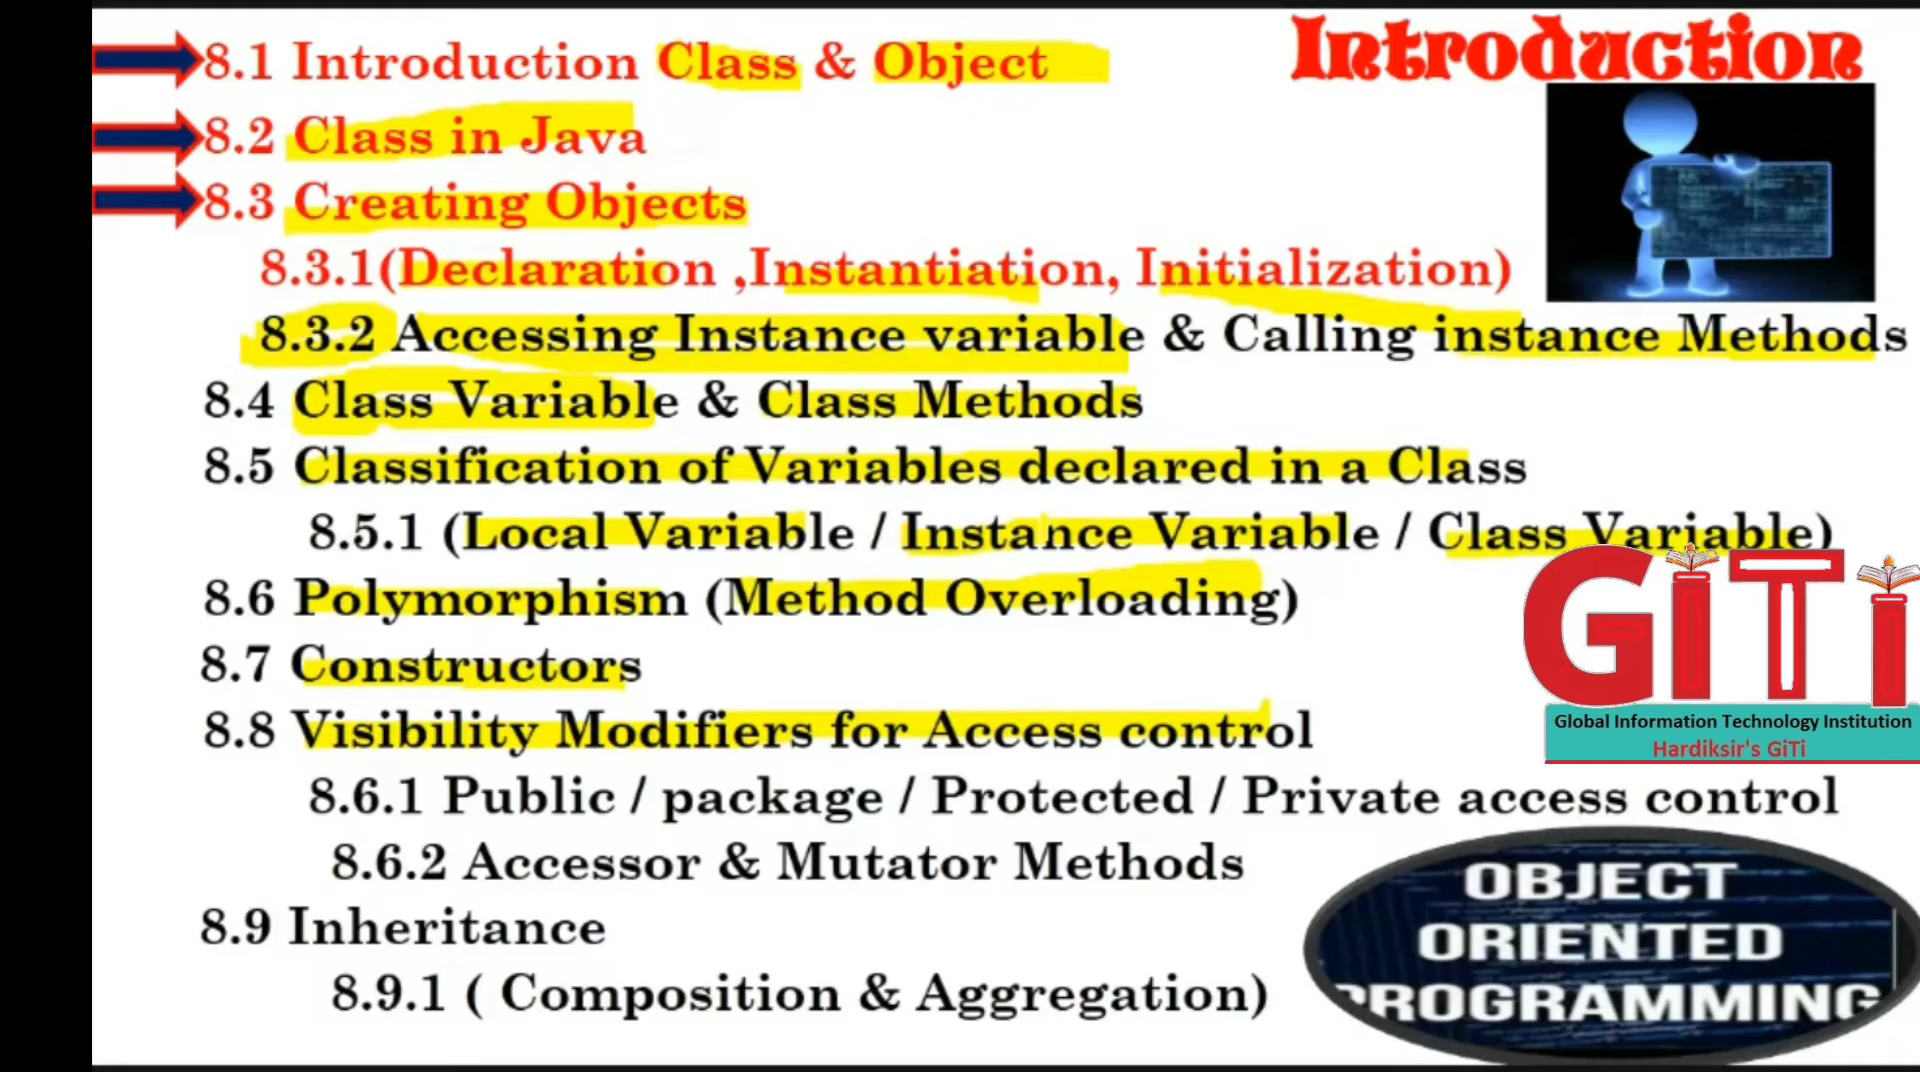 Introduction
8.1 Introduction Class & Object
8.2 Class in Java
8.3 Creating Objects
8.3.1(Declaration ,Instantiation, Initialization)
8.3.2 Accessing Instance variable & Calling instance Methods
8.4 Class Variable & Class Methods
8.5 Classification of Variables declared in a Class
8.5.1 (Local Variable / Instance Variable / Class Variable)
8.6 Polymorphism (Method Overloading)
8.7 Constructors
8.8 Visibility Modifiers for Access control
8.6.1 Public / package / Protected / Private access control
8.6.2 Accessor & Mutator Methods
8.9 Inheritance
8.9.1 ( Composition & Aggregation)
GiTi
Global Information Technology Institution
Hardiksir's GiTi
OBJECT
ORIENTED
PROGRAMMING